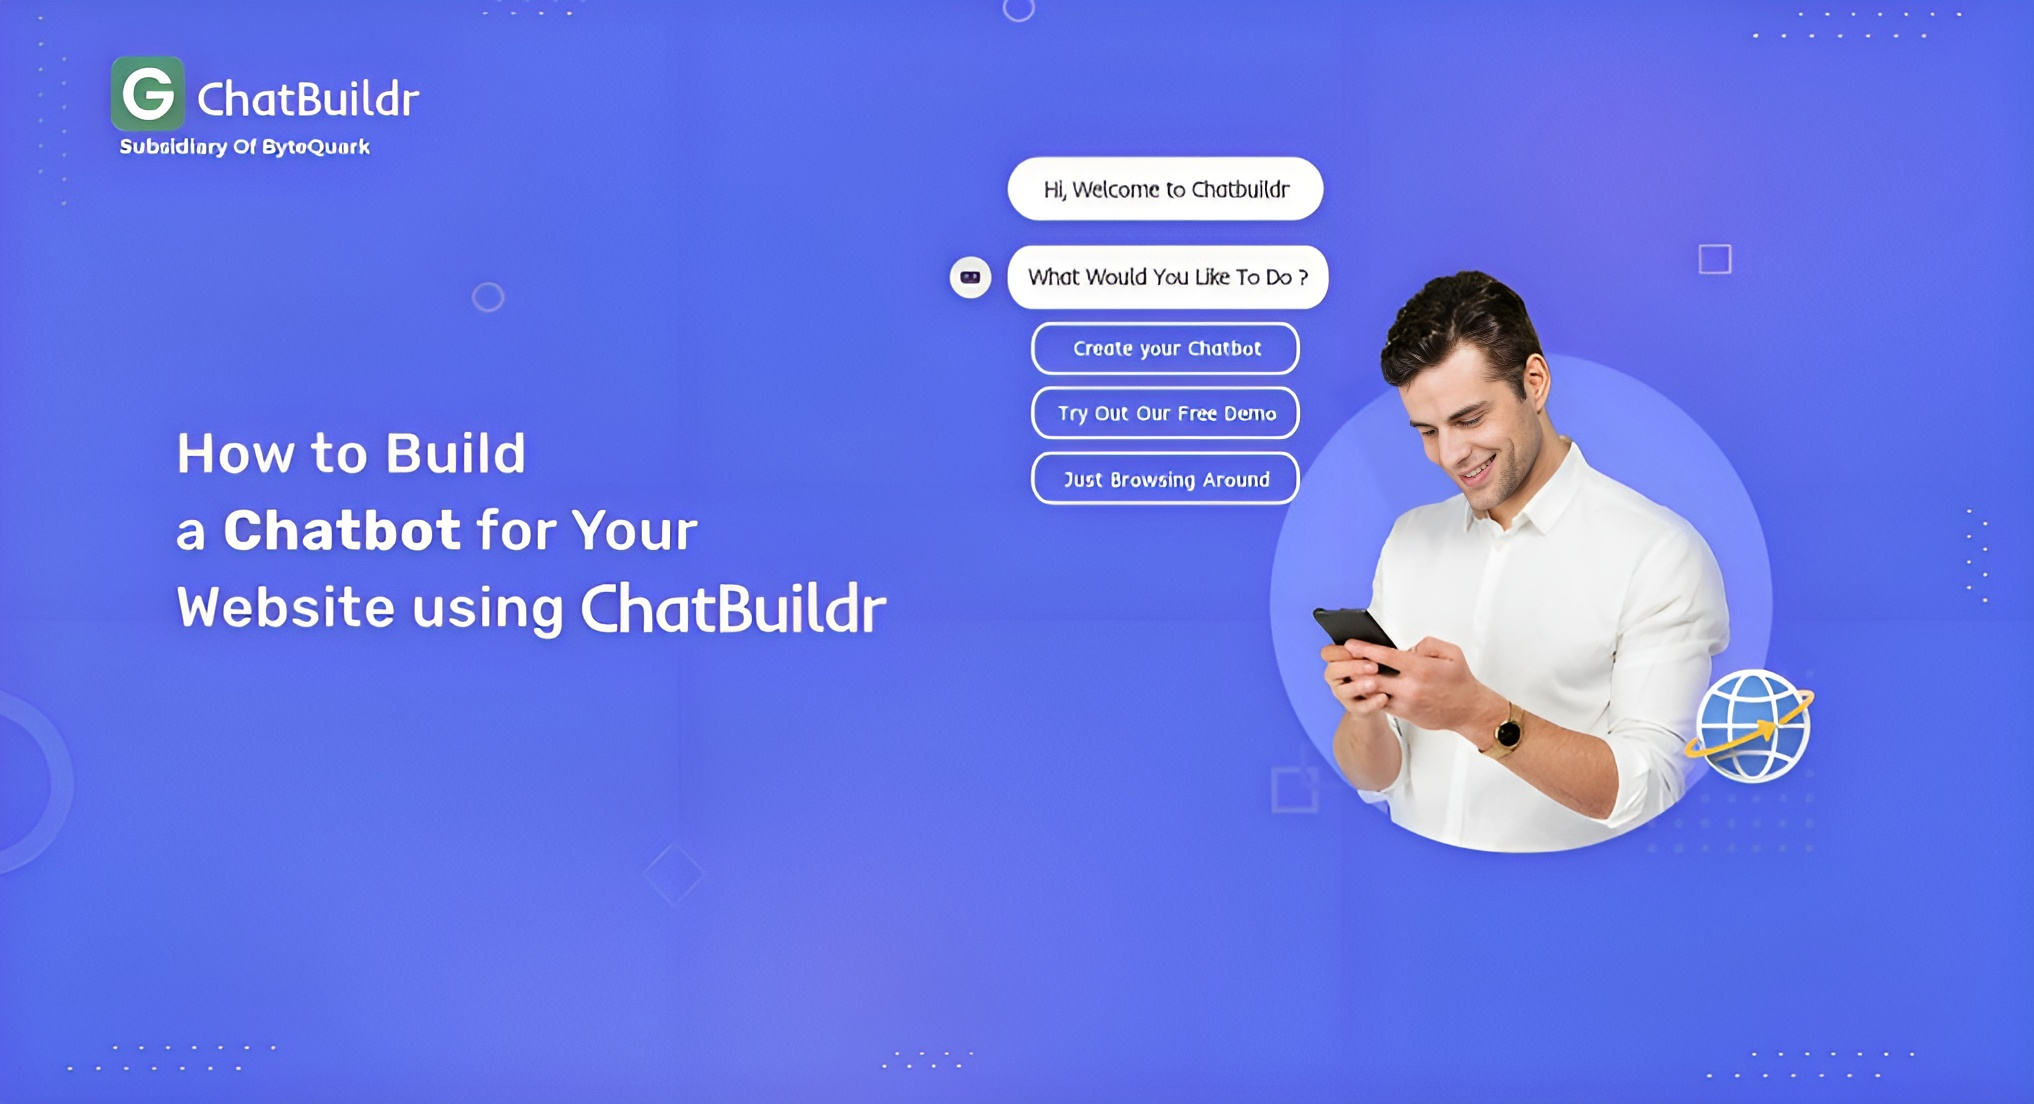 G ChatBuildr
Subsidiary Of ByteQuark
Hi, Welcome to Chatbuildr
What Would You Like To Do ?
Create your Chatbot
Try Out Our Free Demo
Just Browsing Around
How to Build
a Chatbot for Your
Website using ChatBuildr